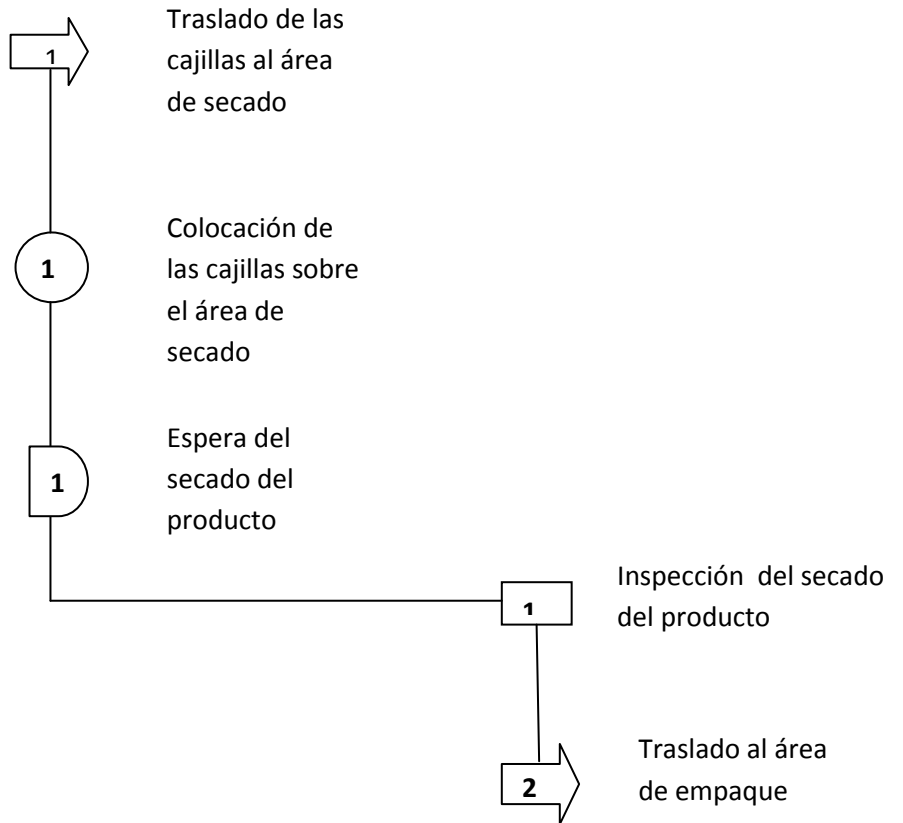 1
Traslado de las
cajillas al área
de secado
1
Colocación de
las cajillas sobre
el área de
secado
1
Espera del
secado del
producto
1
Inspección  del secado
del producto
2
Traslado al área
de empaque